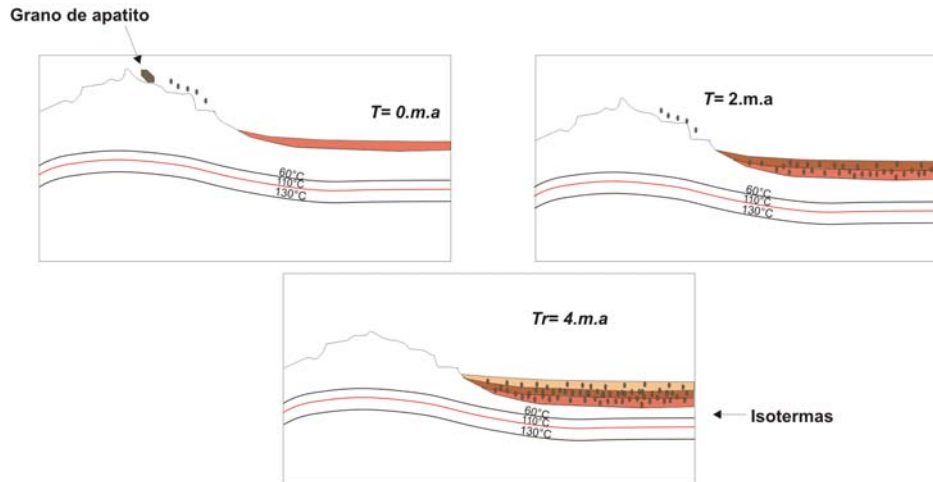 Grano de apatito
T= 0.m.a
60°C
110°C
130°C
T= 2.m.a
60°C
110°C
130°C
Tr= 4.m.a
60°C
110°C
130°C
Isotermas